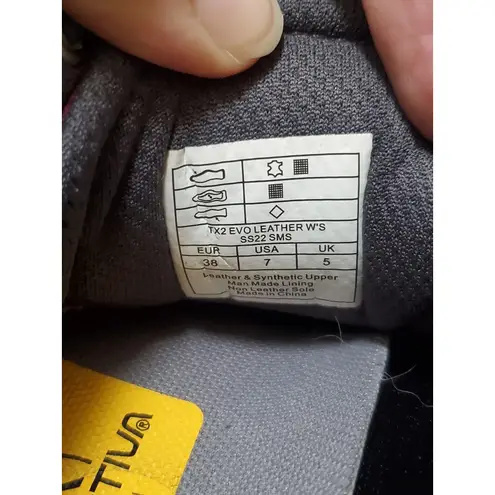 TX2 EVO LEATHER W'S
SS22 SMS
EUR USA UK
38 7 5
Leather & Synthetic Upper
Man Made Lining
Non Leather Sole
Made in China
TIVA®